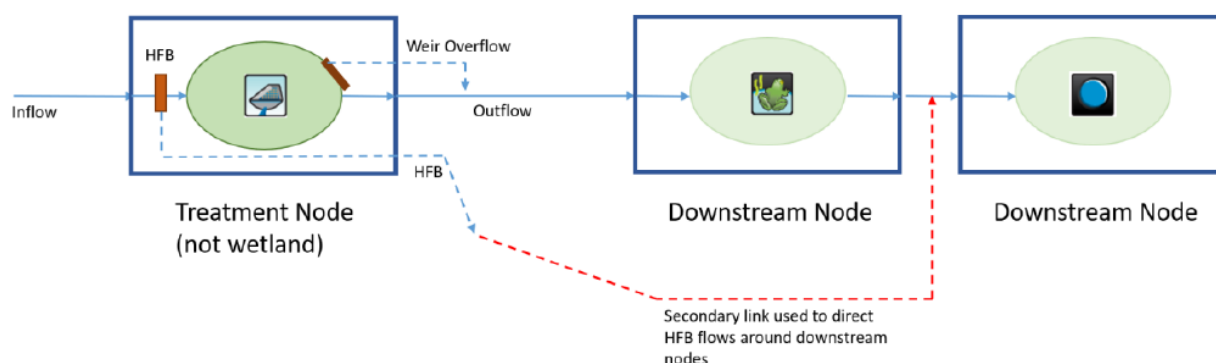 HFB
Weir Overflow
Inflow
Outflow
HFB
Treatment Node
(not wetland)
Downstream Node
Downstream Node
Secondary link used to direct
HFB flows around downstream
nodes